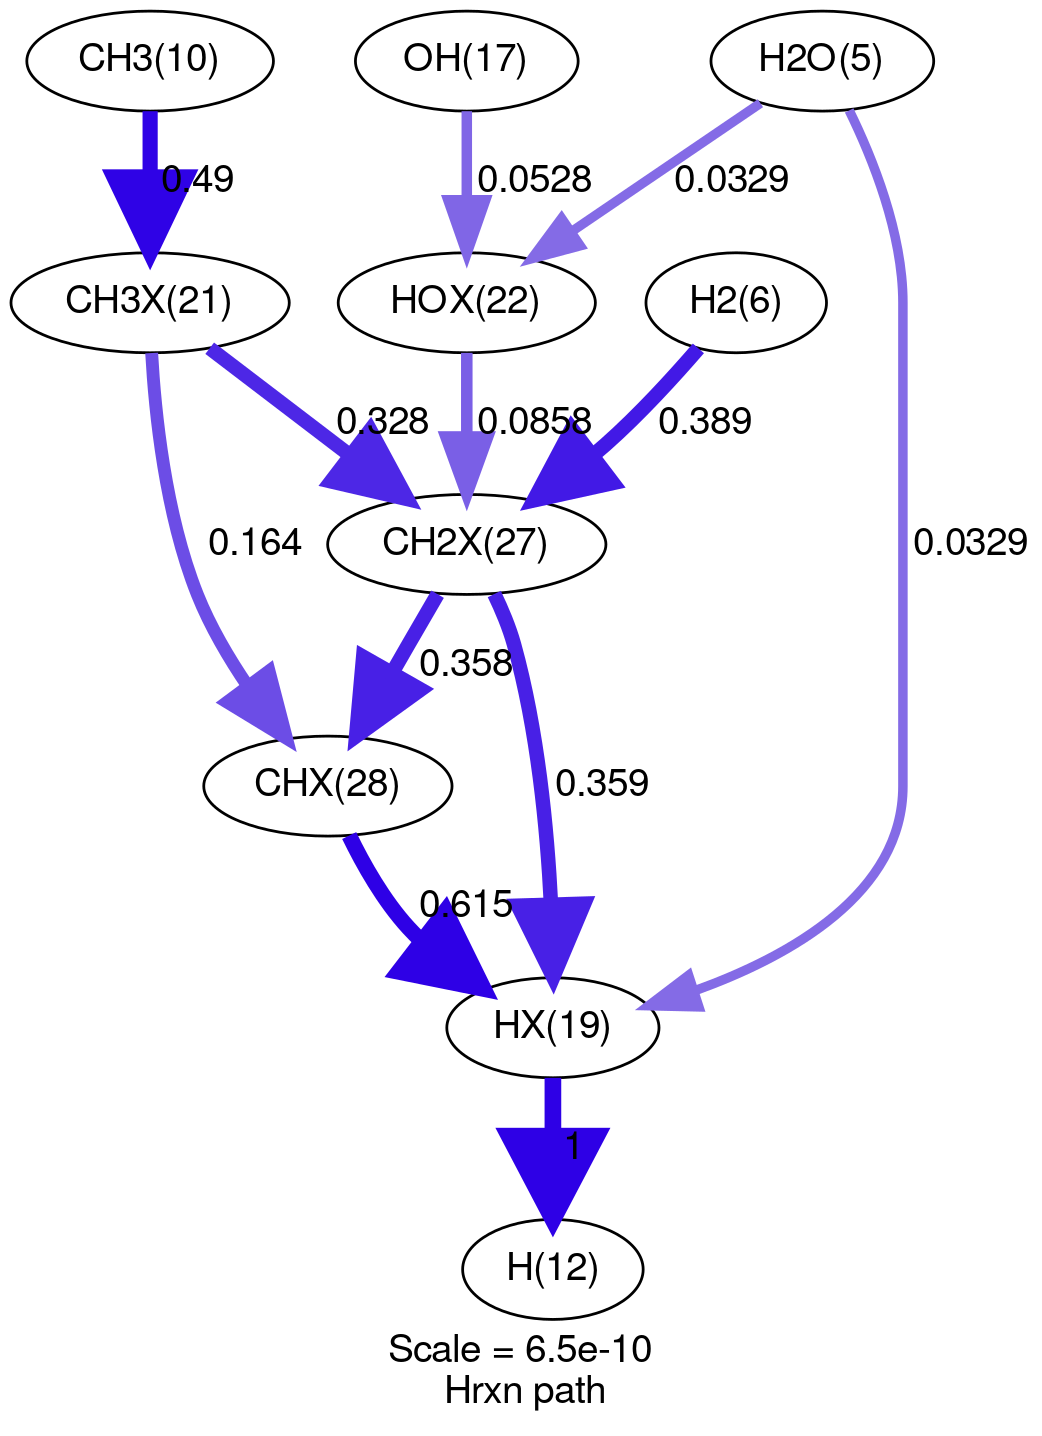 CH3(10)
OH(17)
H2O(5)
0.49
0.0528
0.0329
CH3X(21)
HOX(22)
H2(6)
0.328
0.0858
0.389
0.164
CH2X(27)
0.0329
0.358
CHX(28)
0.359
0.615
HX(19)
1
H(12)
Scale = 6.5e-10
Hrxn path